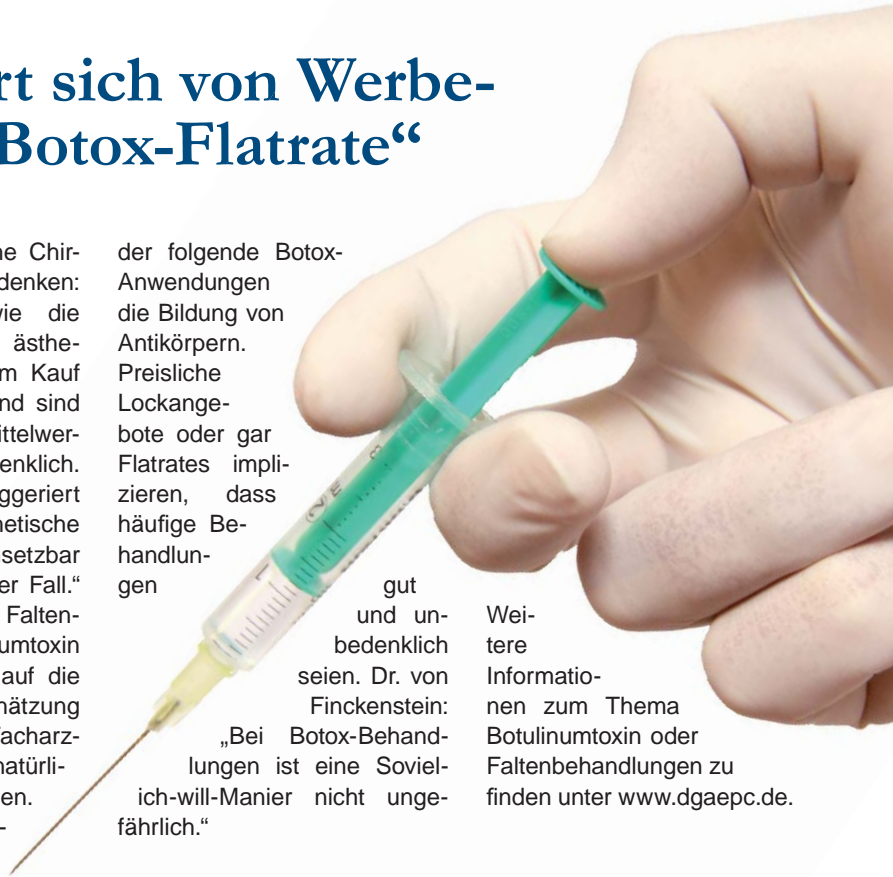 rt sich von Werbe-
Botox-Flatrate“
ne Chir-
denken:
wie die
ästhe-
m Kauf
nd sind
ittelwer-
enklich.
ggeriert
netische
setzbar
er Fall.“
Falten-
umtoxin
auf die
hätzung
acharz-
natürli-
en.
-
der folgende Botox-
Anwendungen
die Bildung von
Antikörpern.
Preisliche
Lockange-
bote oder gar
Flatrates impli-
zieren, dass
häufige Be-
handlun-
gen gut
und un-
bedenklich
seien. Dr. von
Finckenstein:
„Bei Botox-Behand-
lungen ist eine Soviel-
ich-will-Manier nicht unge-
fährlich.“
Wei-
tere
Informatio-
nen zum Thema
Botulinumtoxin oder
Faltenbehandlungen zu
finden unter www.dgaepc.de.